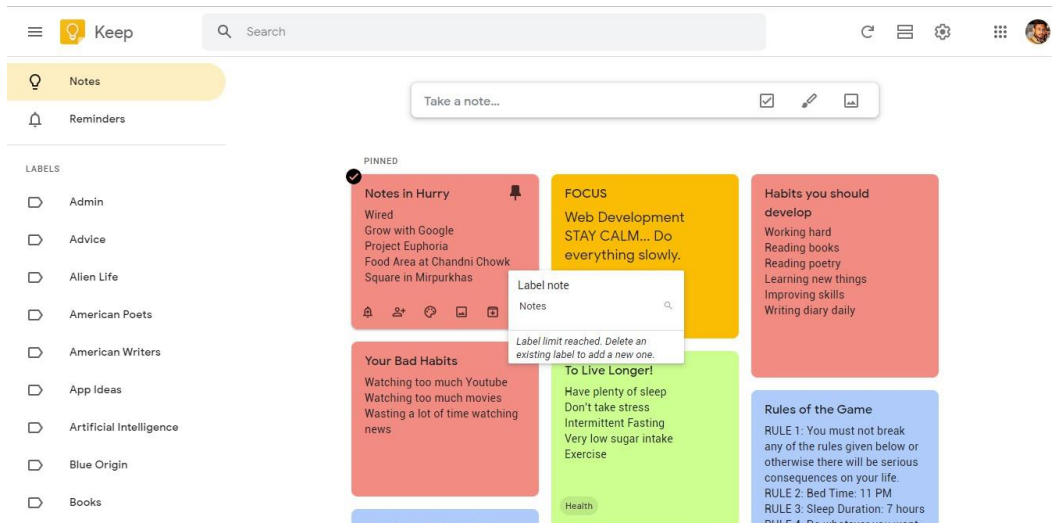 Keep
Search
Notes
Reminders
LABELS
Admin
Advice
Alien Life
American Poets
American Writers
App Ideas
Artificial Intelligence
Blue Origin
Books
Take a note...
PINNED
Notes in Hurry
Wired
Grow with Google
Project Euphoria
Food Area at Chandni Chowk
Square in Mirpurkhas
Your Bad Habits
Watching too much Youtube
Watching too much movies
Wasting a lot of time watching
news
FOCUS
Web Development
STAY CALM... Do
everything slowly.
Label note
Notes
Label limit reached. Delete an
existing label to add a new one.
To Live Longer!
Have plenty of sleep
Don't take stress
Intermittent Fasting
Very low sugar intake
Exercise
Health
Habits you should
develop
Working hard
Reading books
Reading poetry
Learning new things
Improving skills
Writing diary daily
Rules of the Game
RULE 1: You must not break
any of the rules given below or
otherwise there will be serious
consequences on your life.
RULE 2: Bed Time: 11 PM
RULE 3: Sleep Duration: 7 hours
RULE 4: Do whatever you want